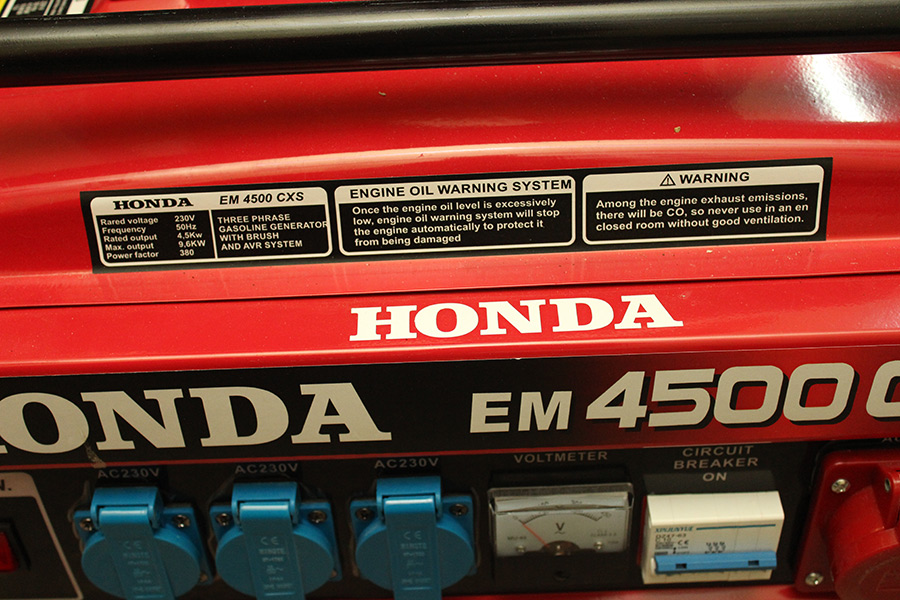 HONDA EM 4500 CXS
Rared voltage 230V
Frequency 50Hz
Rated output 4.5Kw
Max. output 9,6KW
Power factor 380
THREE PHRASE
GASOLINE GENERATOR
WITH BRUSH
AND AVR SYSTEM
ENGINE OIL WARNING SYSTEM
Once the engine oil level is excessively
low, engine oil warning system will stop
the engine automatically to protect it
from being damaged
WARNING
Among the engine exhaust emissions,
there will be CO, so never use in an en
closed room without good ventilation.
HONDA
ONDA EM 4500 C
AC230V AC230V AC230V VOLTMETER
CIRCUIT
BREAKER
ON
N.
V
CE
CE